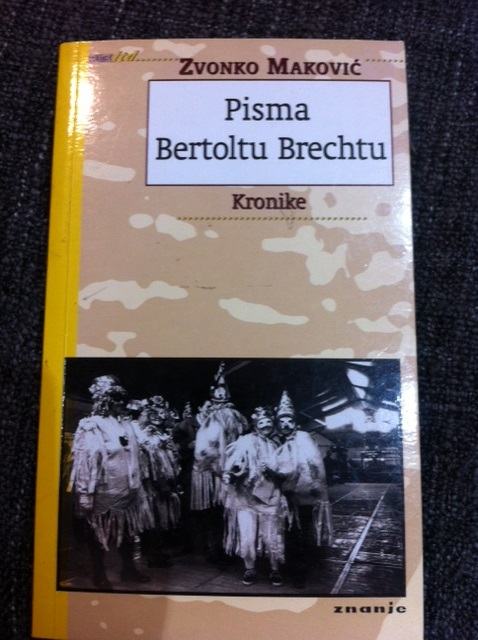 ZVONKO MAKOVIĆ
Pisma
Bertoltu Brechtu
Kronike
znanje